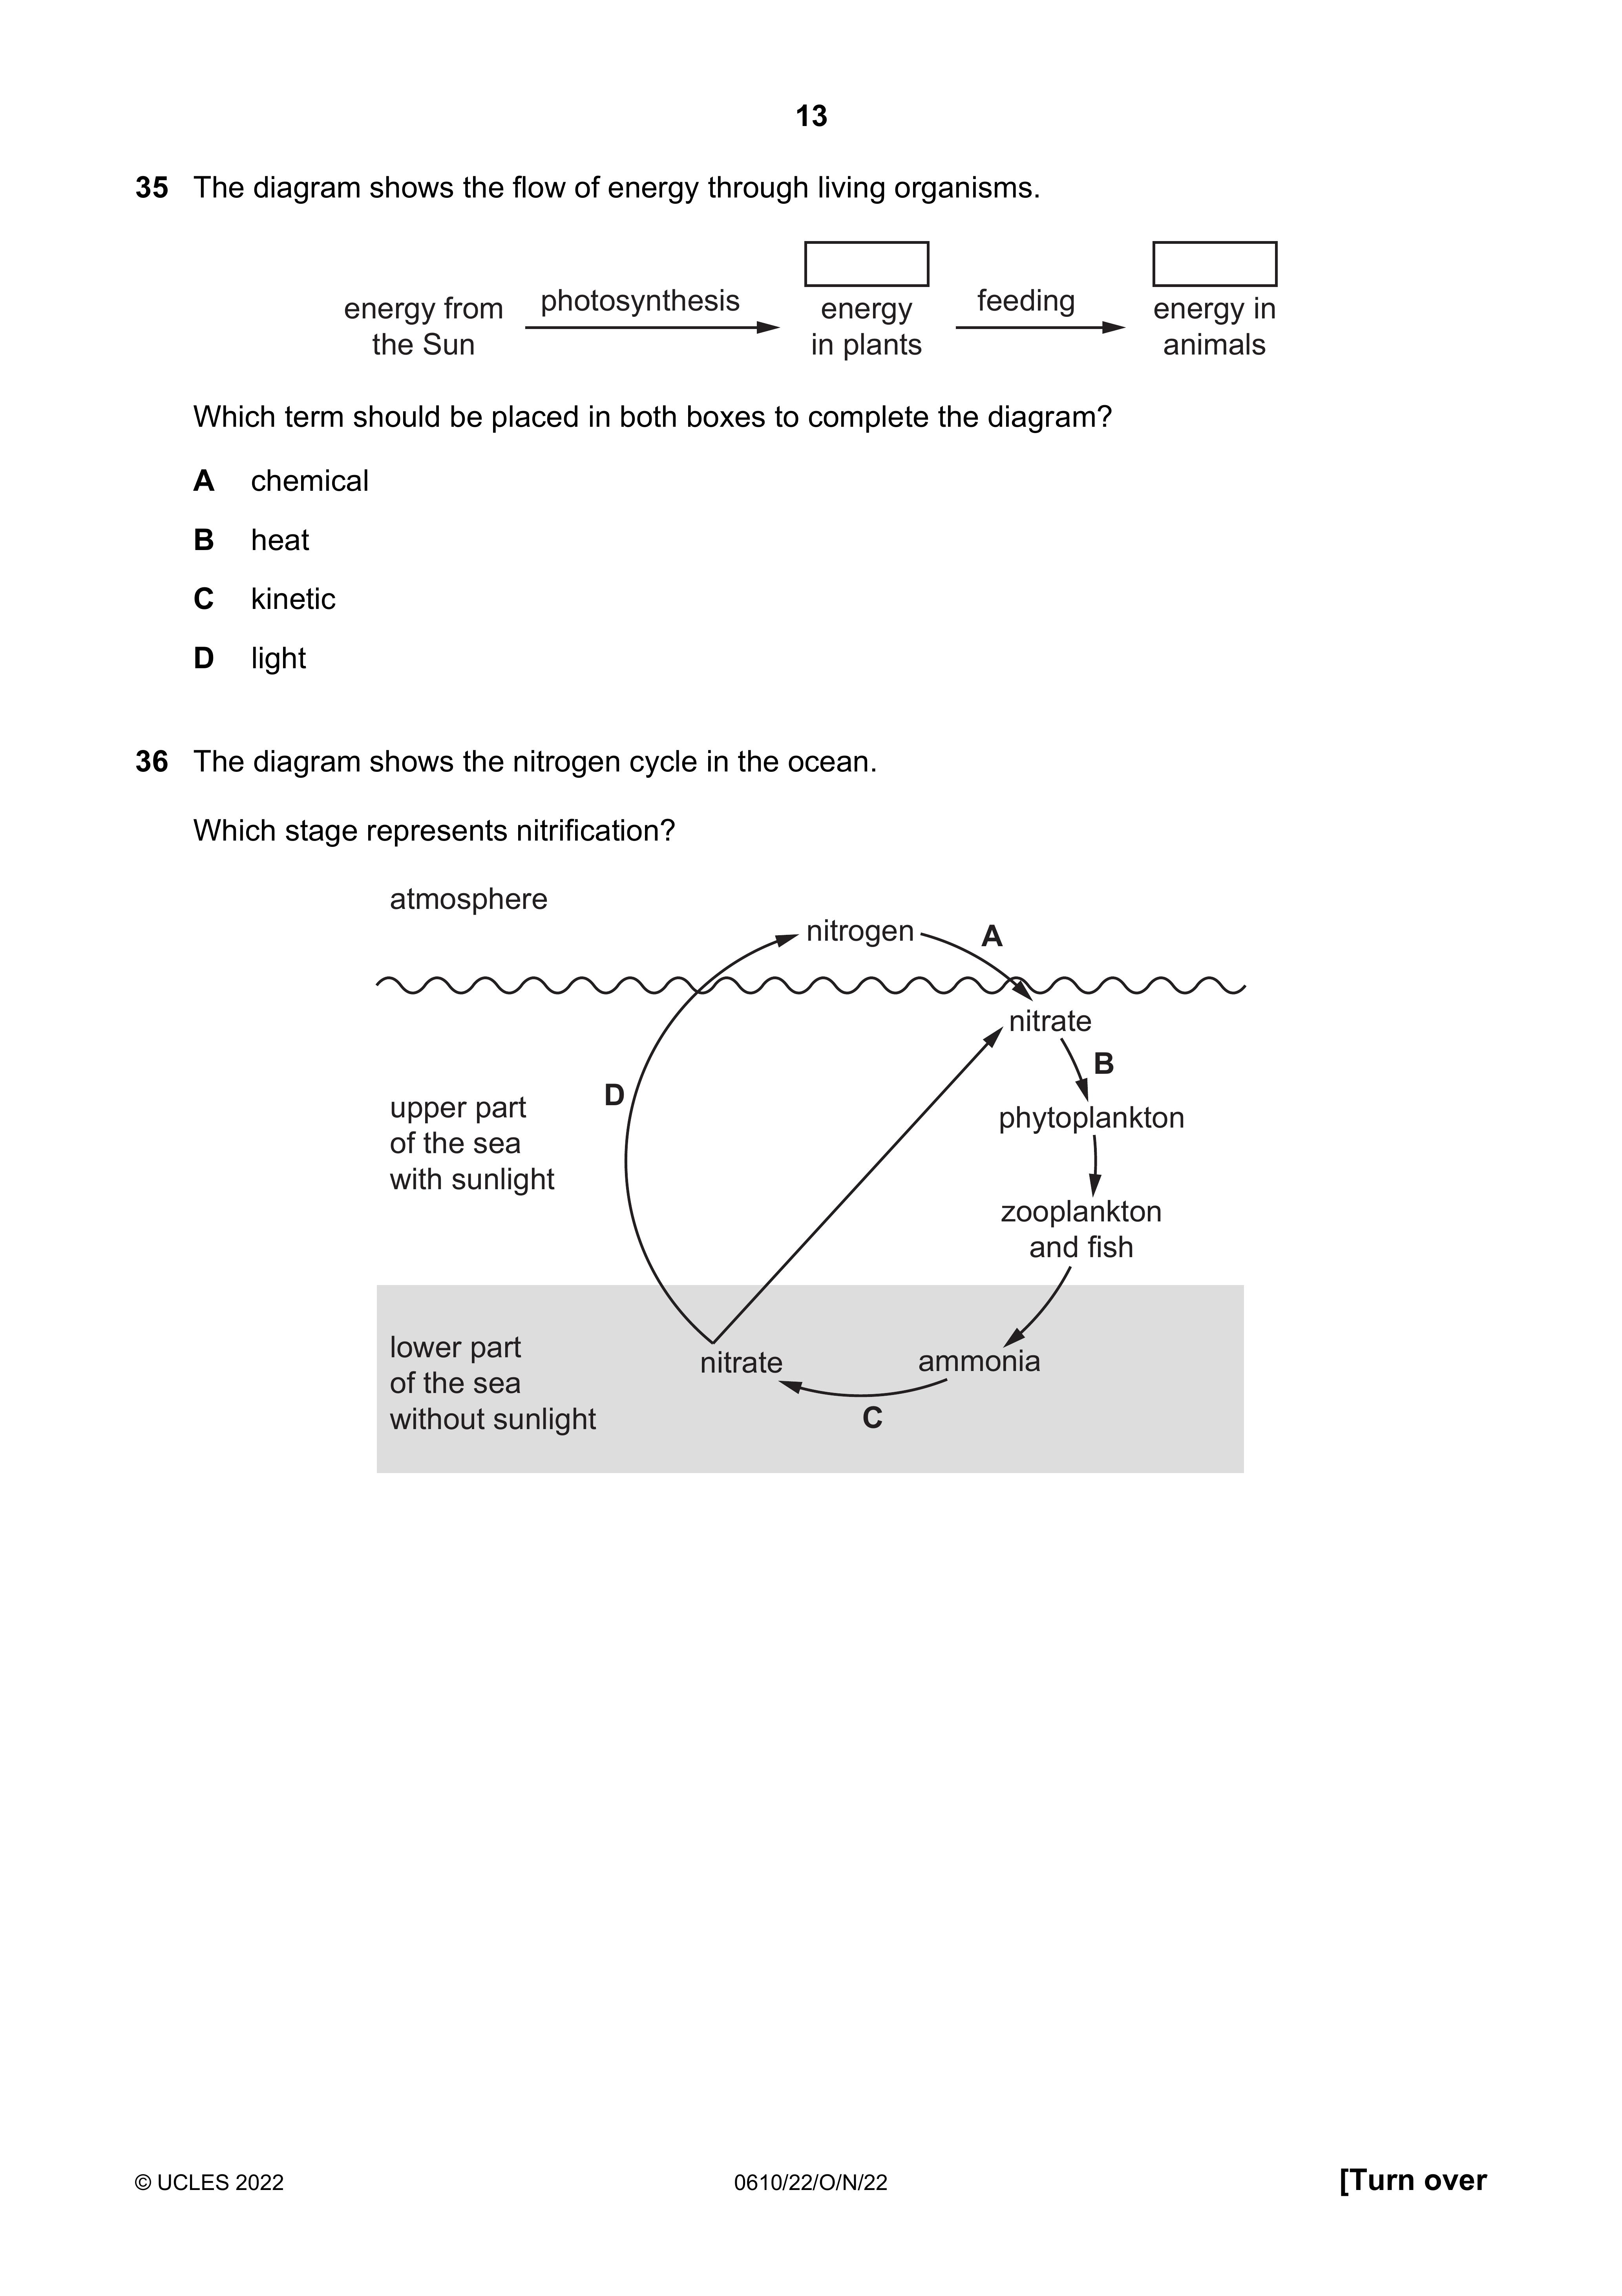 13
35 The diagram shows the flow of energy through living organisms.
energy from
the Sun
photosynthesis
energy
in plants
feeding
energy in
animals
Which term should be placed in both boxes to complete the diagram?
A chemical
B heat
C kinetic
D light
36 The diagram shows the nitrogen cycle in the ocean.
Which stage represents nitrification?
atmosphere
nitrogen
A
nitrate
B
D
upper part
of the sea
with sunlight
phytoplankton
zooplankton
and fish
lower part
of the sea
without sunlight
nitrate
ammonia
C
© UCLES 2022
0610/22/O/N/22
[Turn over